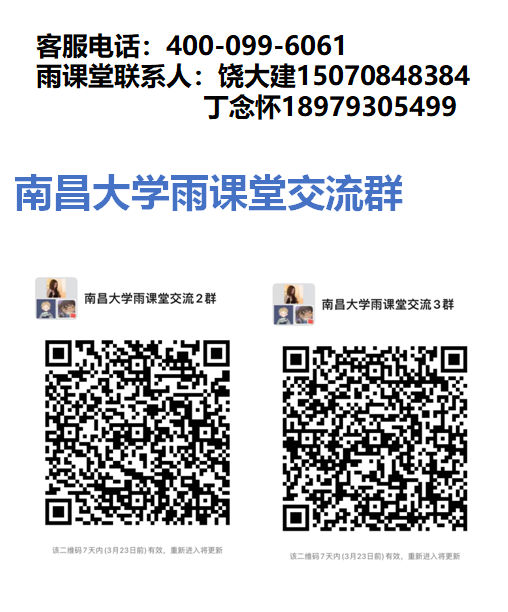 客服电话：400-099-6061
雨课堂联系人：饶大建15070848384
丁念怀18979305499
南昌大学雨课堂交流群
南昌大学雨课堂交流2群
南昌大学雨课堂交流3群
该二维码7天内(3月23日前)有效，重新进入将更新
该二维码7天内(3月23日前)有效，重新进入将更新